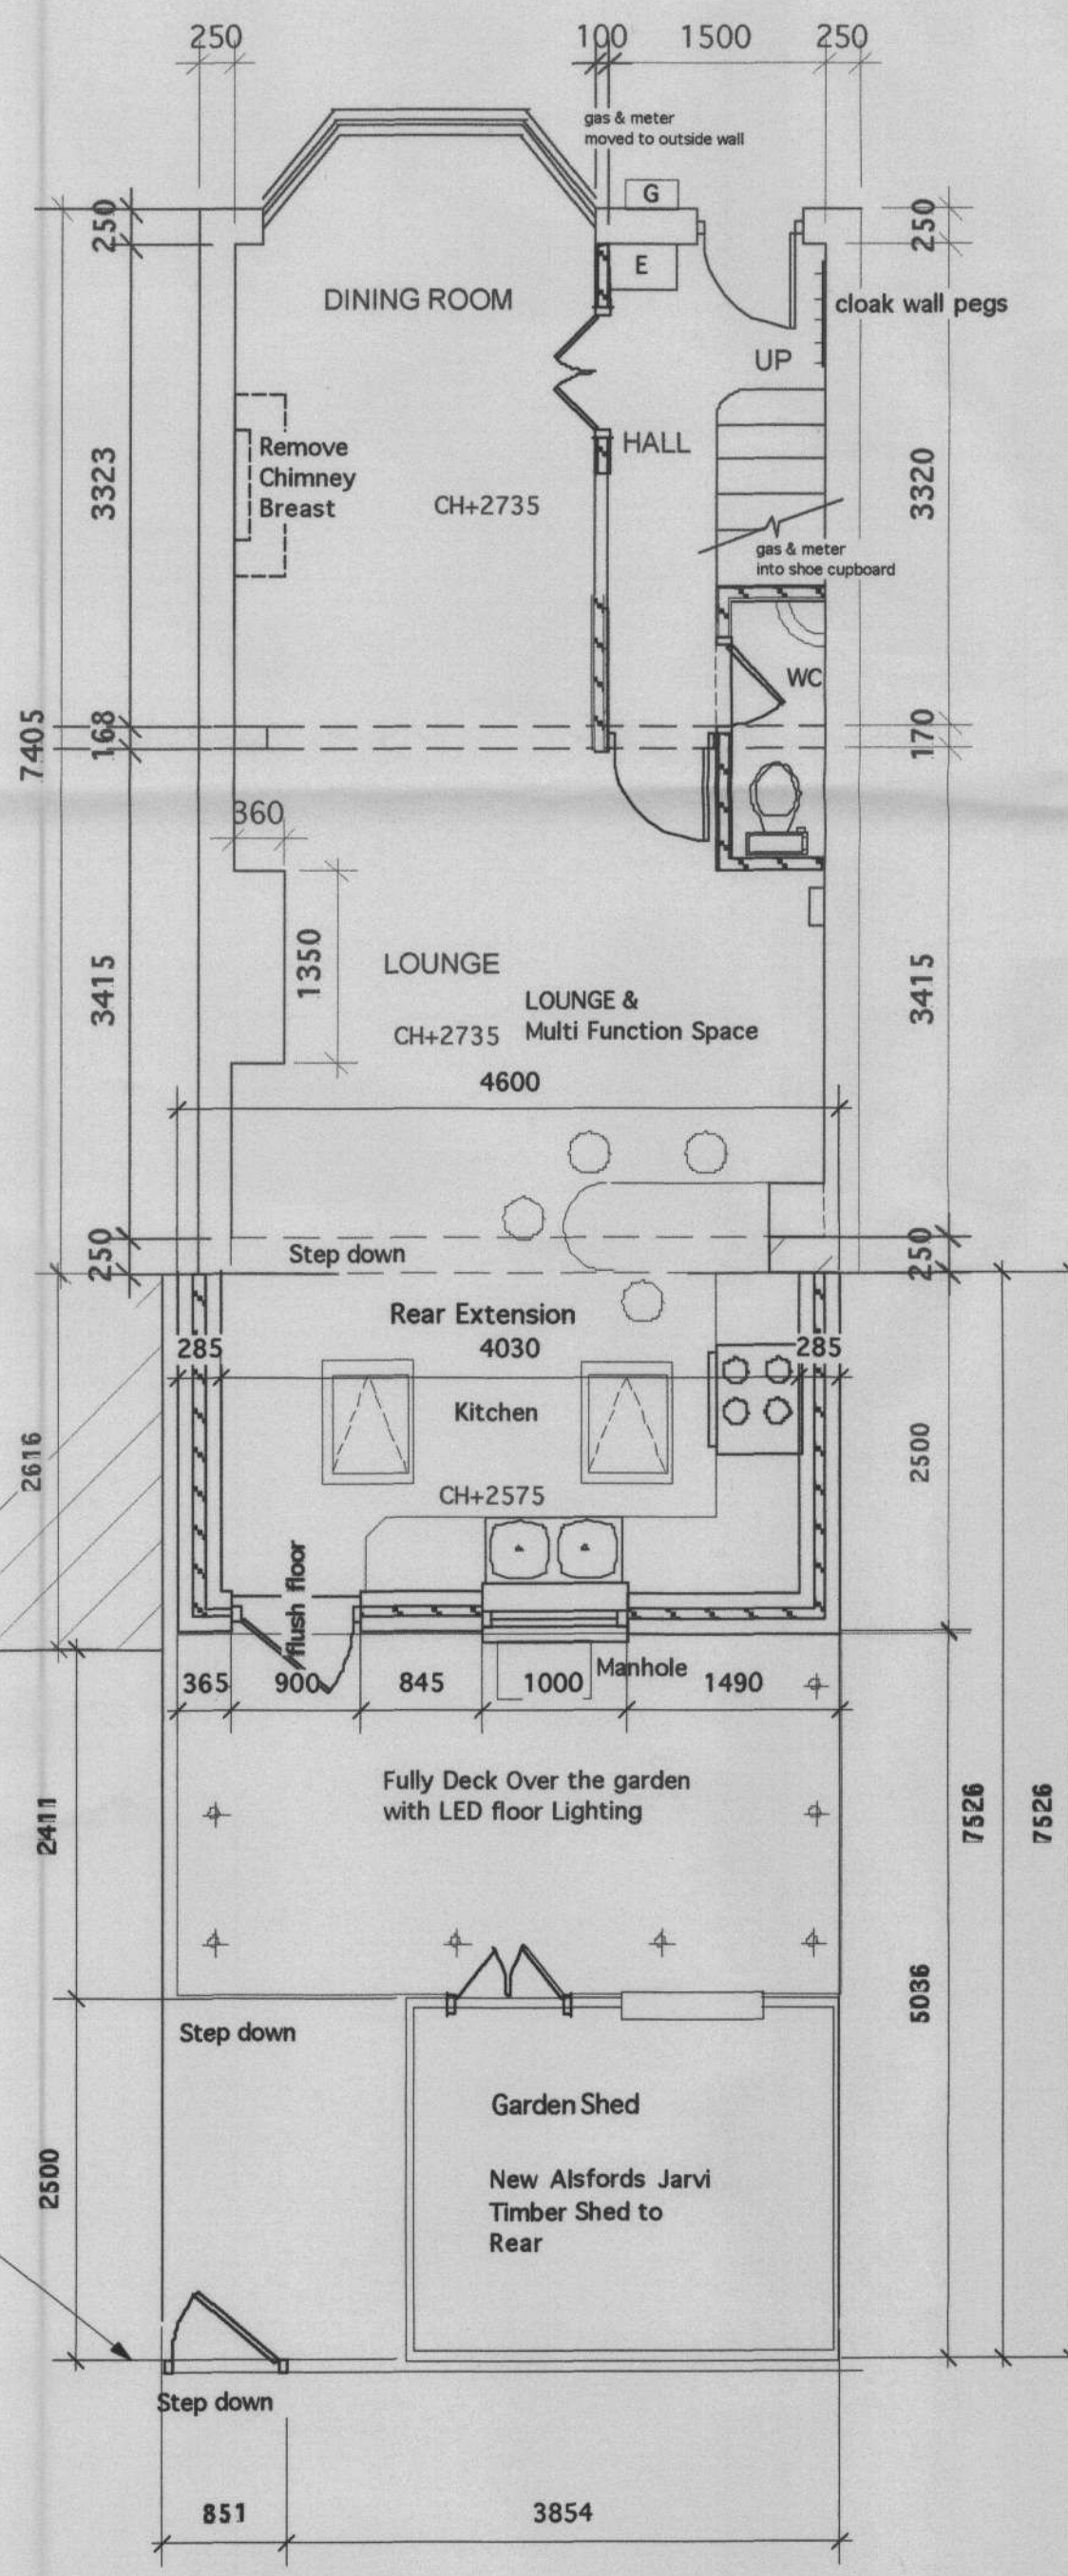 250
100
1500
250
gas & meter
moved to outside wall
G
250
250
E
DINING ROOM
cloak wall pegs
UP
HALL
Remove
Chimney
Breast
3323
CH+2735
3320
gas & meter
into shoe cupboard
WC
7405
168
170
360
1350
LOUNGE
3415
3415
LOUNGE &
Multi Function Space
CH+2735
4600
250
250
Step down
Rear Extension
285
4030
285
Kitchen
2616
2500
CH+2575
flush floor
Manhole
365
900
845
1000
1490
Fully Deck Over the garden
with LED floor Lighting
2411
7526
7526
5036
Step down
Garden Shed
2500
New Alsfords Jarvi
Timber Shed to
Rear
Step down
851
3854